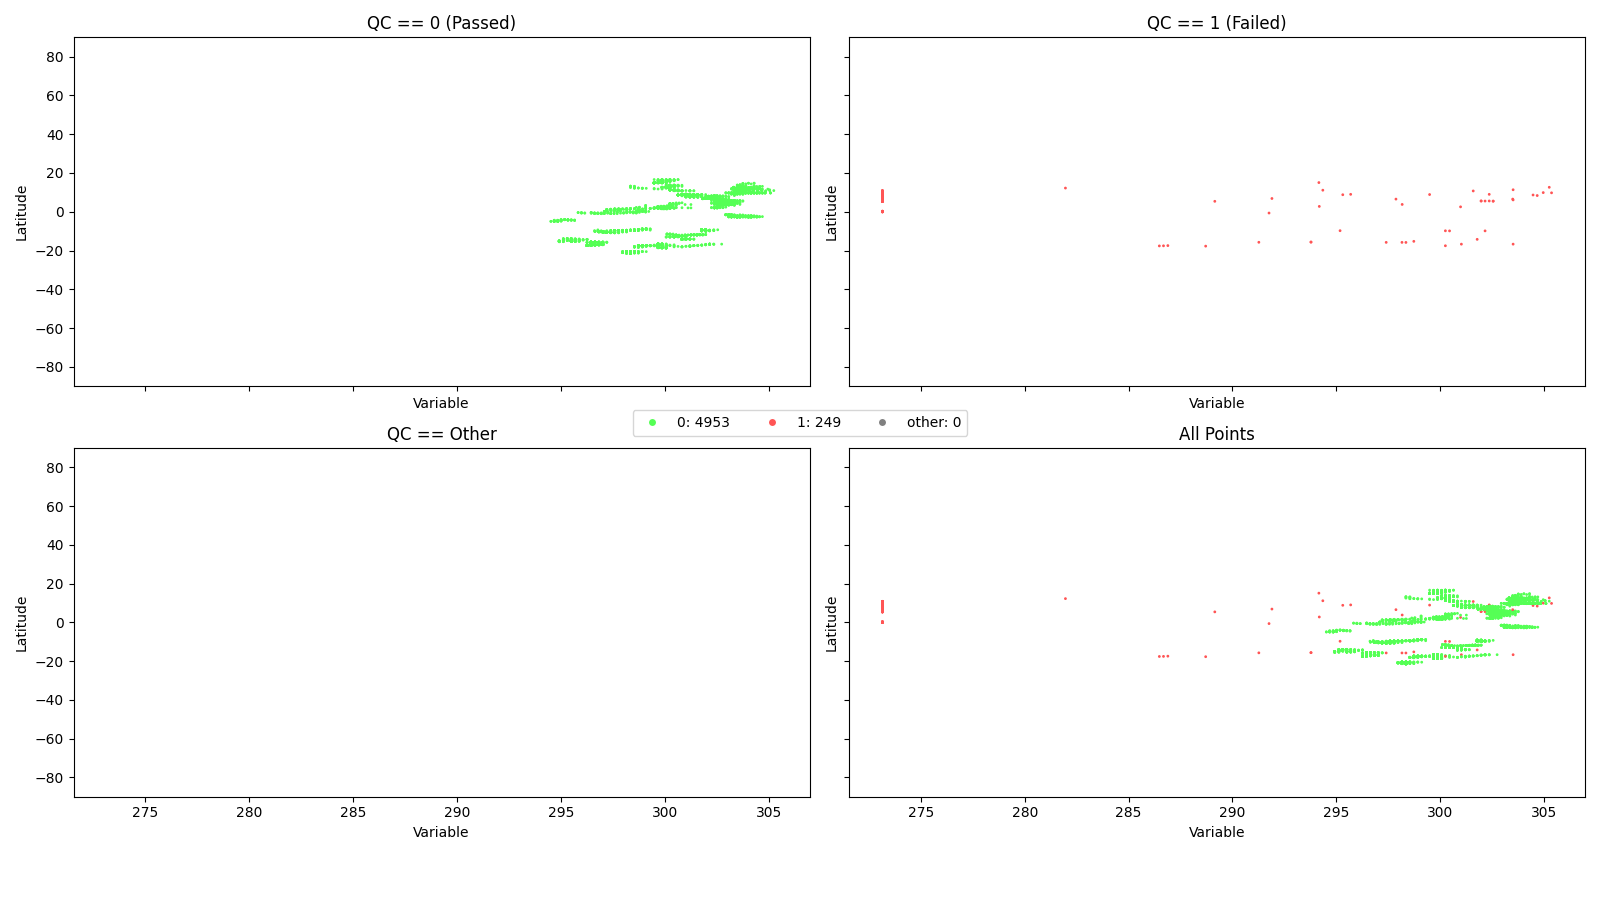 QC == 0 (Passed)
QC == 1 (Failed)
80
60
40
20
0
−20
−40
−60
−80
Latitude
Latitude
Variable
Variable
0: 4953
1: 249
other: 0
QC == Other
All Points
80
60
40
20
0
−20
−40
−60
−80
Latitude
Latitude
275 280 285 290 295 300 305
275 280 285 290 295 300 305
Variable
Variable